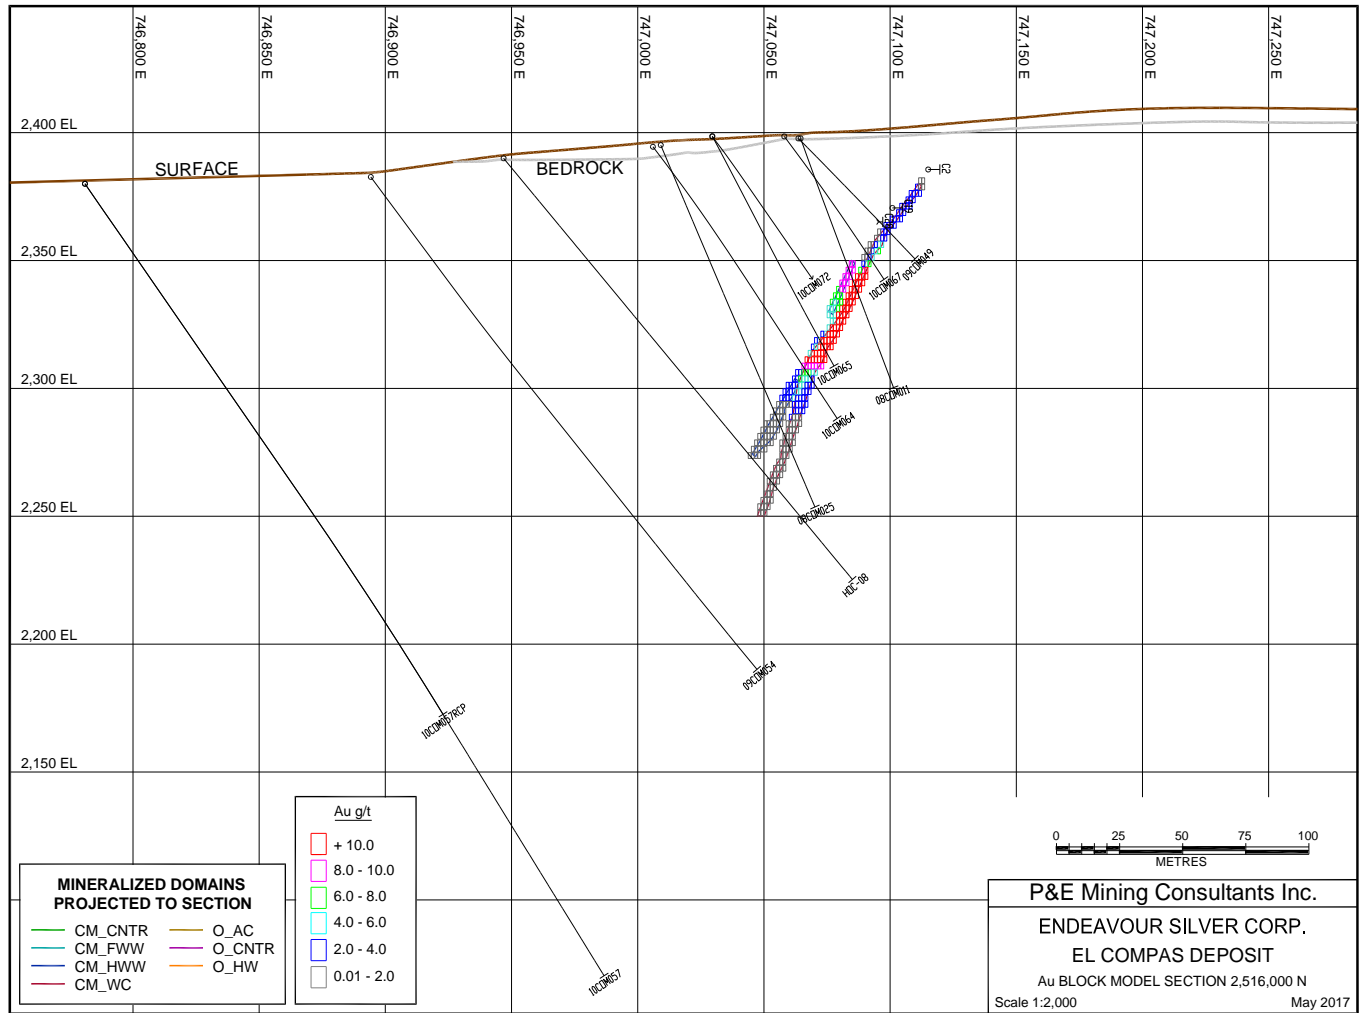 746,800 E
746,850 E
746,900 E
746,950 E
747,000 E
747,050 E
747,100 E
747,150 E
747,200 E
747,250 E
2,400 EL
SURFACE
BEDROCK
2,350 EL
10CDM072
10CDM067
09CDM049
10CDM065
08CDM011
2,300 EL
10CDM064
2,250 EL
08CDM025
HDC-08
2,200 EL
09CDM054
10CDM057RCP
2,150 EL
10CDM057
Au g/t
+ 10.0
8.0 - 10.0
6.0 - 8.0
4.0 - 6.0
2.0 - 4.0
0.01 - 2.0
MINERALIZED DOMAINS
PROJECTED TO SECTION
CM_CNTR
O_AC
CM_FWW
O_CNTR
CM_HWW
O_HW
CM_WC
0 25 50 75 100
METRES
P&E Mining Consultants Inc.
ENDEAVOUR SILVER CORP.
EL COMPAS DEPOSIT
Au BLOCK MODEL SECTION 2,516,000 N
Scale 1:2,000 May 2017